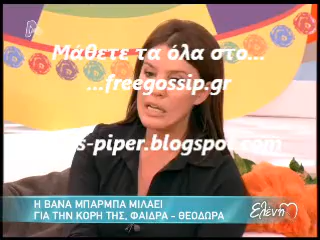 Μάθετε τα όλα στο...
...freegossip.gr
s-piper.blogspot.com
Η ΒΑΝΑ ΜΠΑΡΜΠΑ ΜΙΛΑΕΙ
ΓΙΑ ΤΗΝ ΚΟΡΗ ΤΗΣ, ΦΑΙΔΡΑ - ΘΕΟΔΩΡΑ
Ελένη